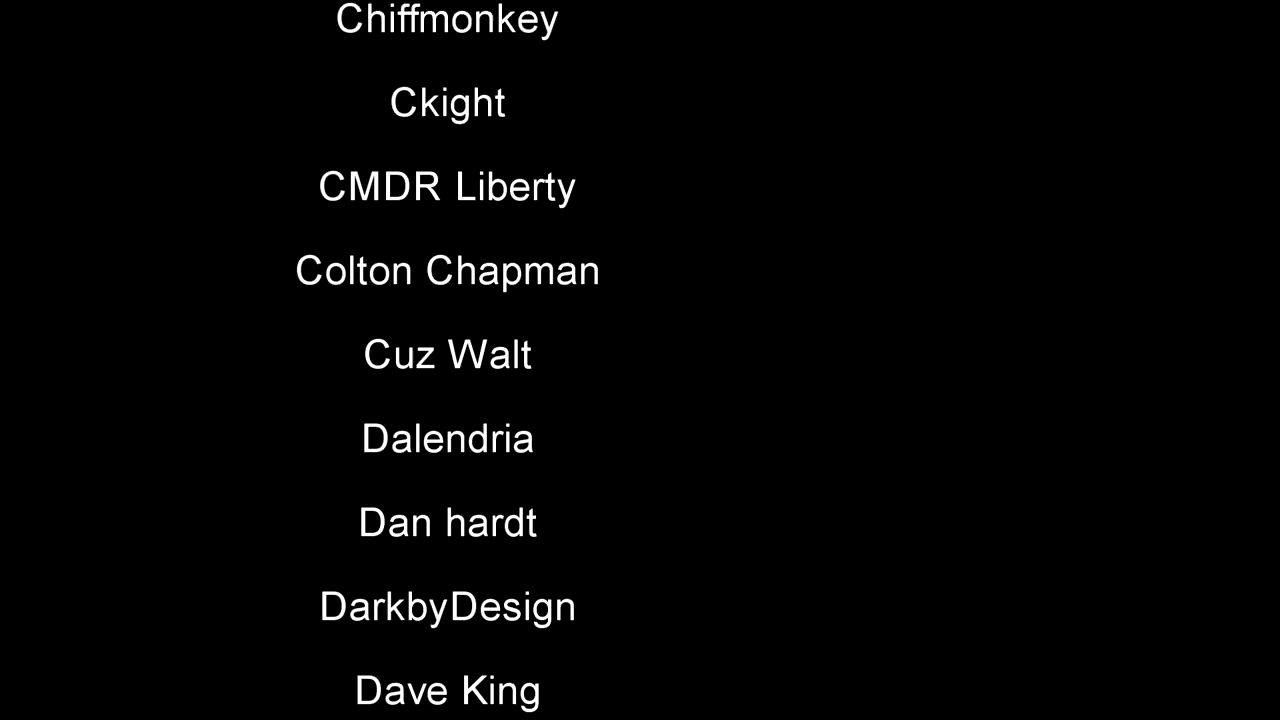 Chiffmonkey
Ckight
CMDR Liberty
Colton Chapman
Cuz Walt
Dalendria
Dan hardt
DarkbyDesign
Dave King